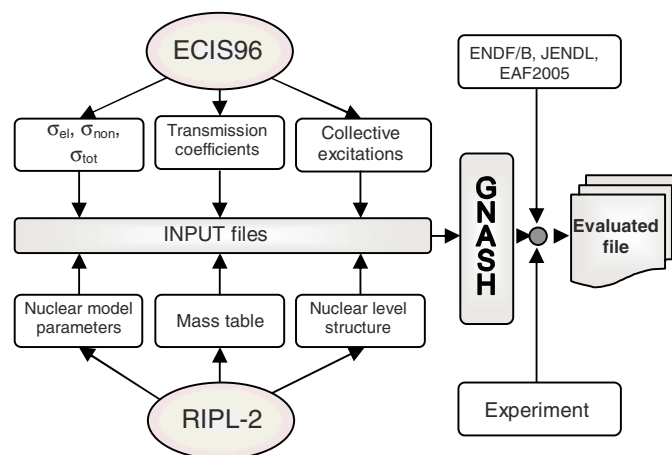 ECIS96
ENDF/B, JENDL,
EAF2005
σel, σnon,
σtot
Transmission
coefficients
Collective
excitations
INPUT files
GNASH
Evaluated
file
Nuclear model
parameters
Mass table
Nuclear level
structure
RIPL-2
Experiment